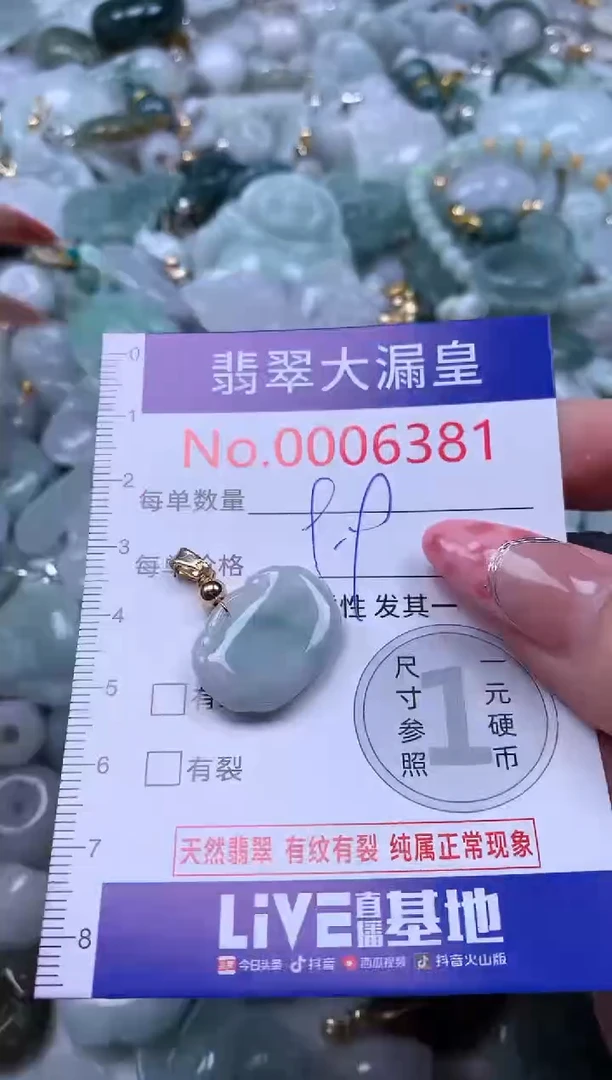 翡翠大漏皇
No.0006381
每单数量
每单价格
性发其一
尺寸参照
1
一元硬币
有
有裂
天然翡翠 有纹有裂 纯属正常现象
LiVE直播基地
今日头条 抖音 西瓜视频 抖音火山版
0
1
2
3
4
5
6
7
8